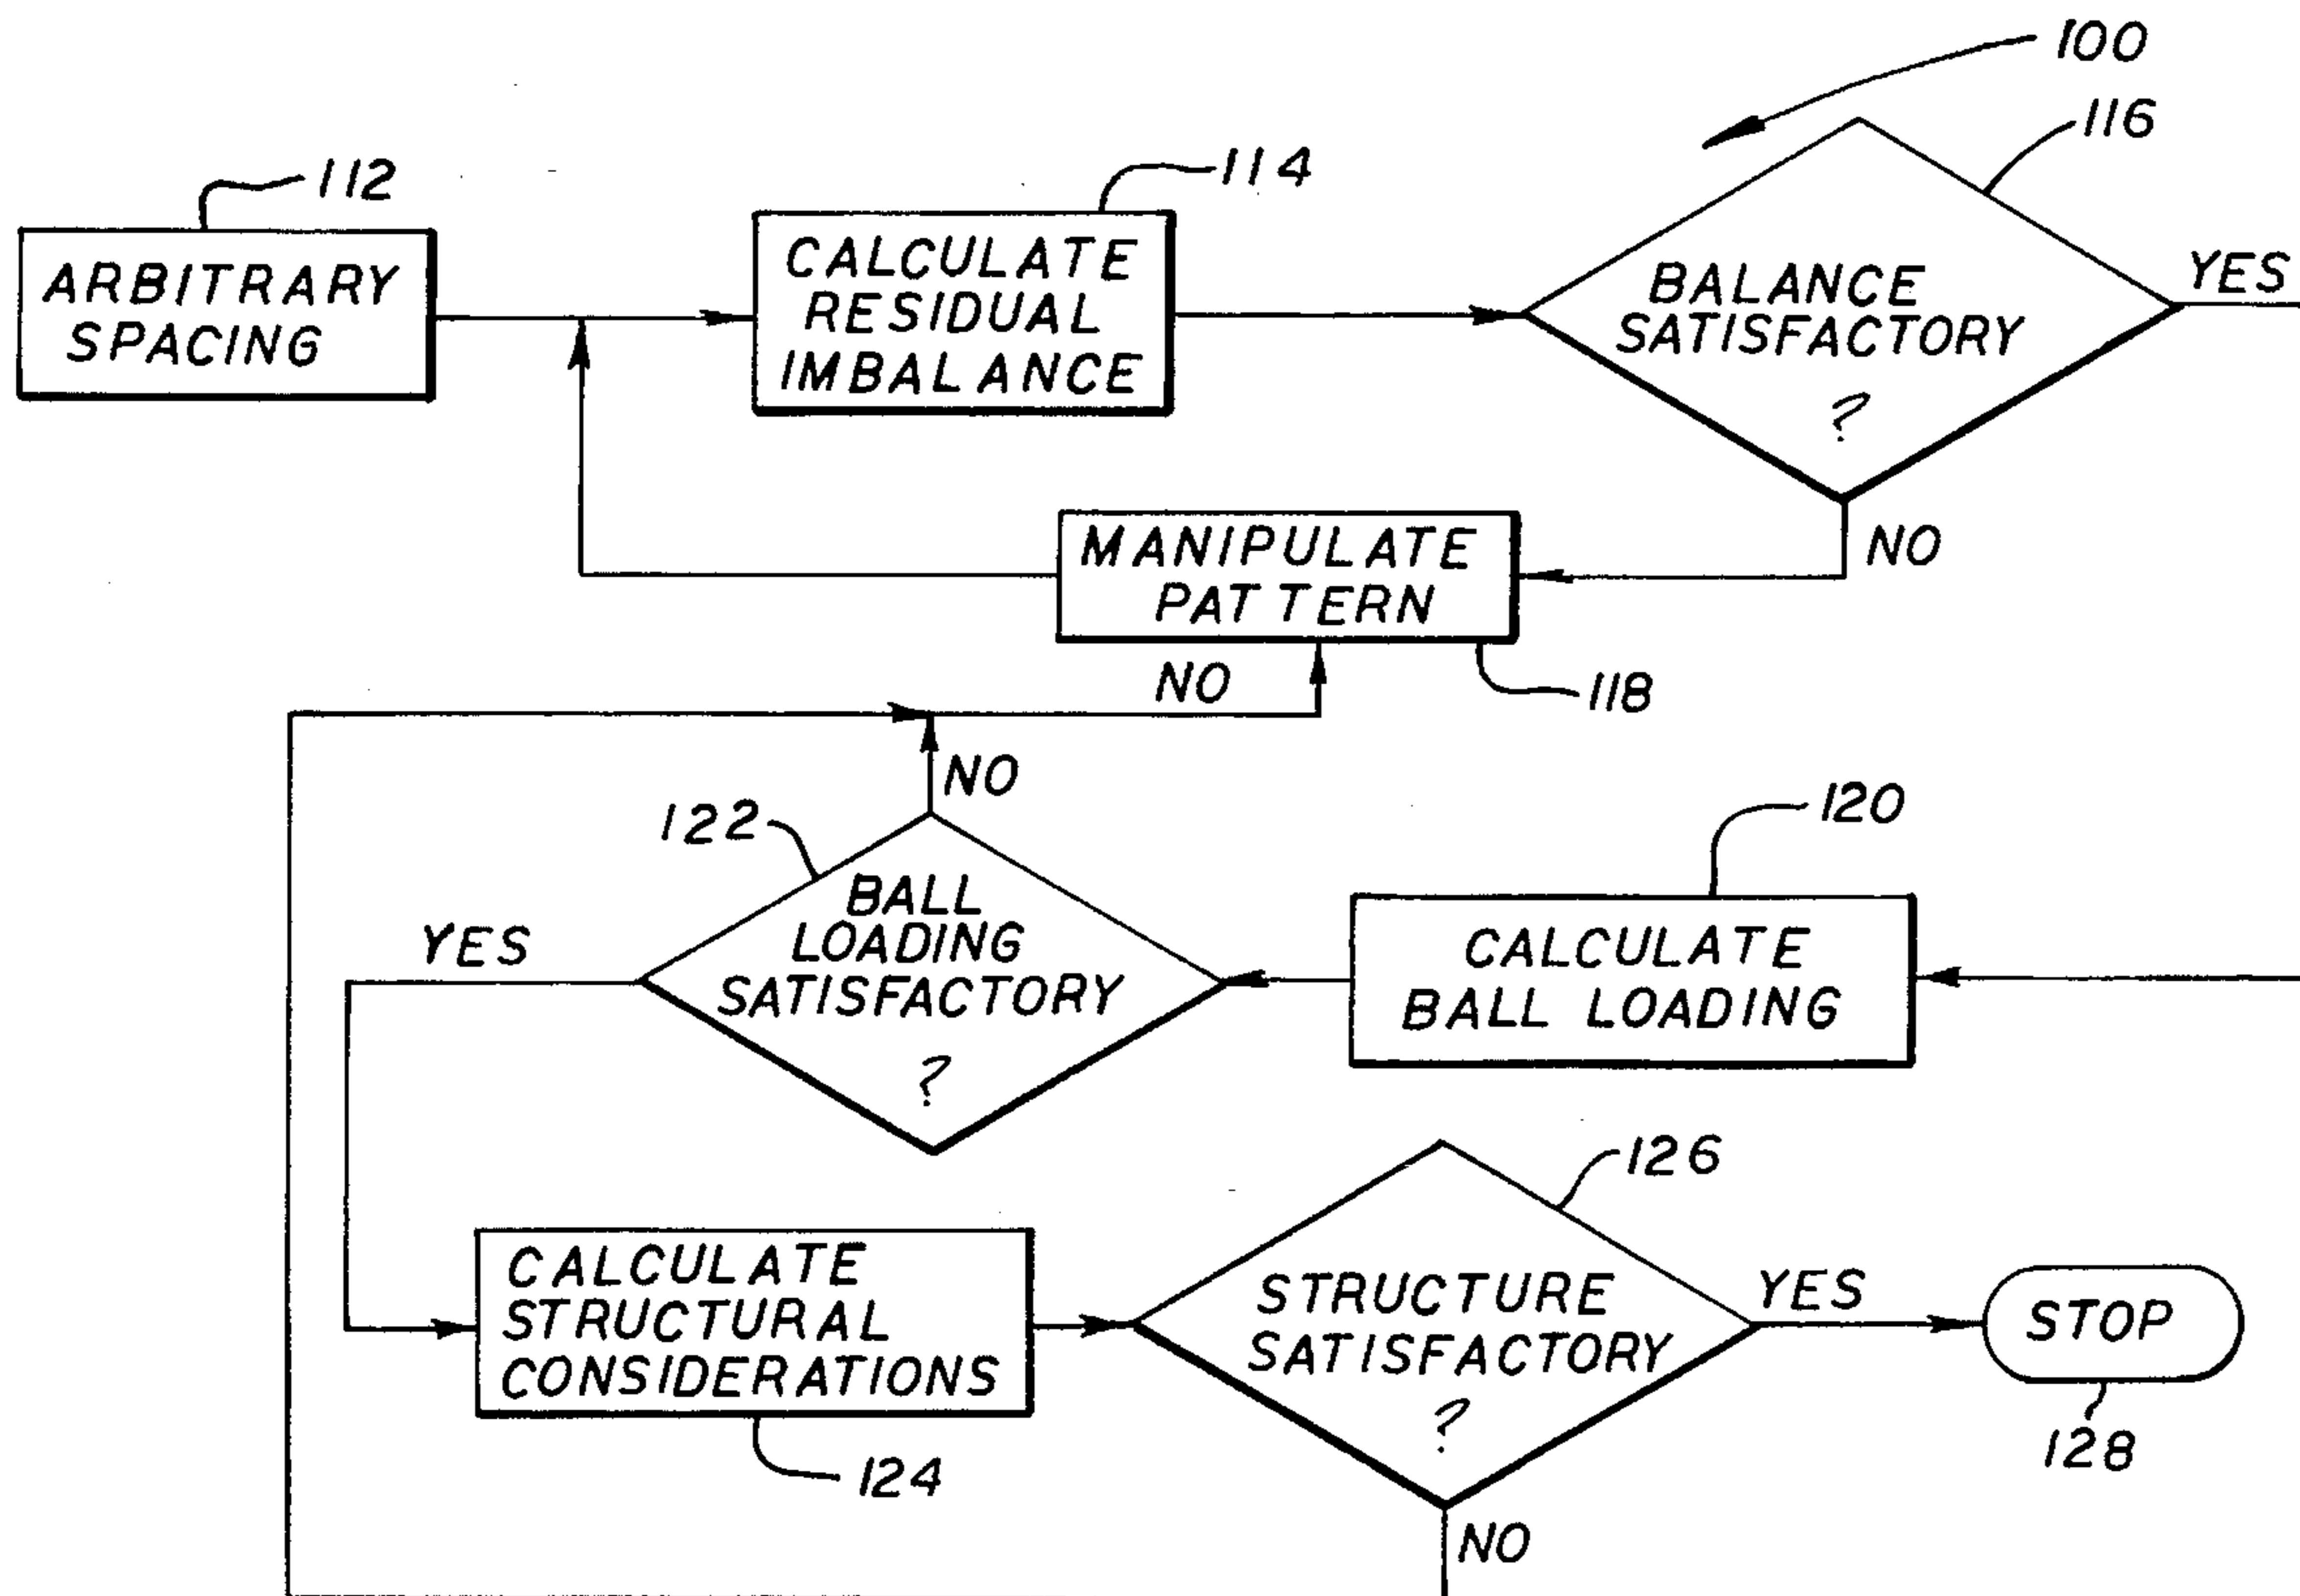 100
116
112
114
ARBITRARY
SPACING
CALCULATE
RESIDUAL
IMBALANCE
BALANCE
SATISFACTORY
?
YES
NO
MANIPULATE
PATTERN
118
NO
NO
122
BALL
LOADING
SATISFACTORY
?
YES
120
CALCULATE
BALL LOADING
126
CALCULATE
STRUCTURAL
CONSIDERATIONS
124
STRUCTURE
SATISFACTORY
?
YES
STOP
128
NO